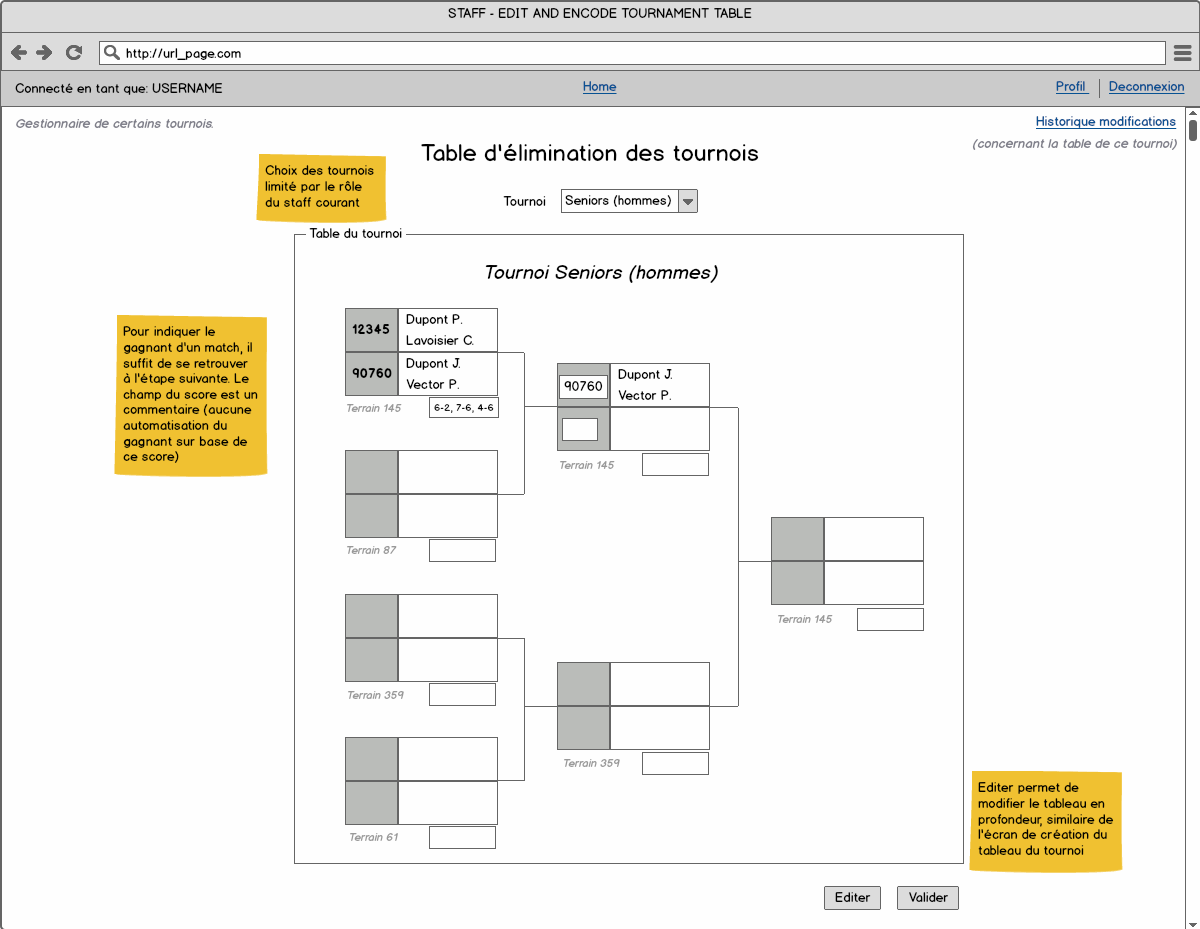 STAFF - EDIT AND ENCODE TOURNAMENT TABLE
http://url_page.com
Connecté en tant que: USERNAME
Home
Profil
Deconnexion
Gestionnaire de certains tournois.
Historique modifications
(concernant la table de ce tournoi)
Table d'élimination des tournois
Choix des tournois
limité par le rôle
du staff courant
Tournoi
Seniors (hommes)
Table du tournoi
Tournoi Seniors (hommes)
Pour indiquer le
gagnant d'un match, il
suffit de se retrouver
à l'étape suivante. Le
champ du score est un
commentaire (aucune
automatisation du
gagnant sur base de
ce score)
12345
Dupont P.
Lavoisier C.
90760
Dupont J.
Vector P.
Terrain 145
6-2, 7-6, 4-6
90760
Dupont J.
Vector P.
Terrain 145
Terrain 87
Terrain 145
Terrain 359
Terrain 359
Terrain 61
Editer permet de
modifier le tableau en
profondeur, similaire de
l'écran de création du
tableau du tournoi
Editer
Valider